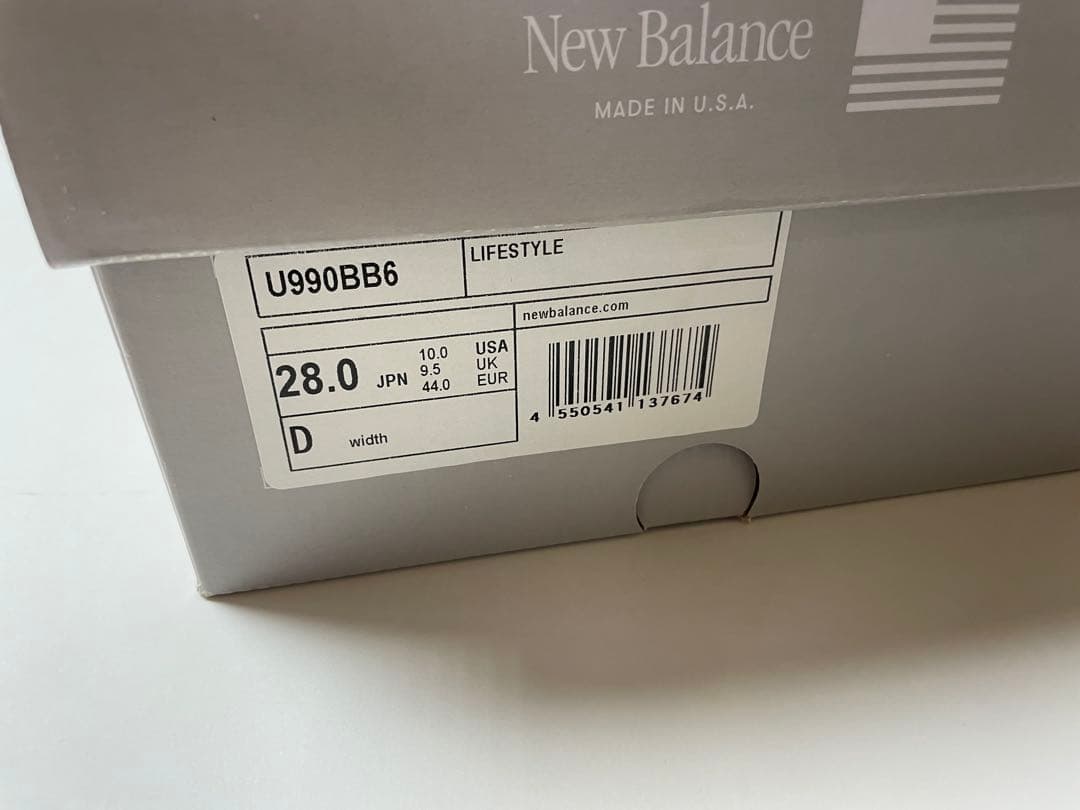 New Balance
MADE IN U.S.A.
U990BB6
LIFESTYLE
newbalance.com
28.0 JPN
10.0 USA
9.5 UK
44.0 EUR
D width
4 550541 137674